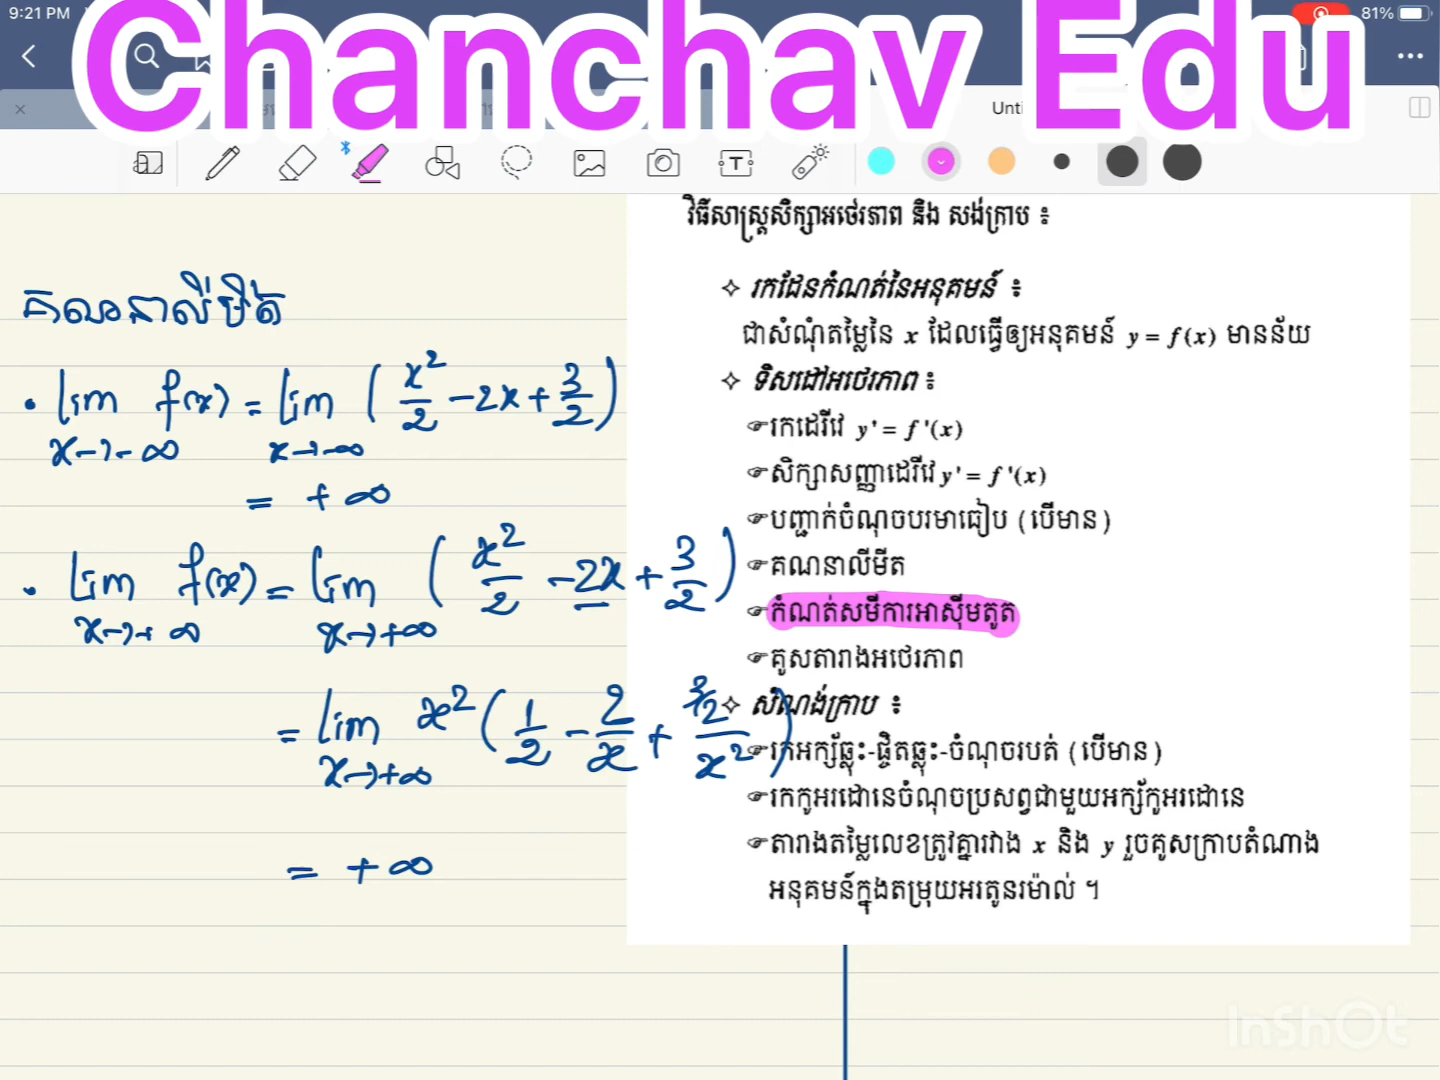 9:21 PM
81%
Chanchav Edu
Unti
T
វិធីសាស្ត្រសិក្សាអថេរភាព និង សង់ក្រាប ៖
រកដែនកំណត់នៃអនុគមន៍ ៖
ជាសំណុំតម្លៃនៃ x ដែលធ្វើឲ្យអនុគមន៍ y = f(x) មានន័យ
ទិសដៅអថេរភាព ៖
រកដេរីវេ y' = f'(x)
សិក្សាសញ្ញាដេរីវេ y' = f'(x)
បញ្ជាក់ចំណុចបរមាធៀប (បើមាន)
គណនាលីមីត
កំណត់សមីការអាស៊ីមតូត
គូសតារាងអថេរភាព
សំណង់ក្រាប ៖
រកអក្ស័ឆ្លុះ-ផ្ចិតឆ្លុះ-ចំណុចរបត់ (បើមាន)
រកកូអរដោនេចំណុចប្រសព្វជាមួយអក្ស័កូអរដោនេ
តារាងតម្លៃលេខត្រូវគ្នារវាង x និង y រួចគូសក្រាបតំណាង
អនុគមន៍ក្នុងតម្រុយអរតូនរម៉ាល់ ។
គណនាលីមីត
• lim f(x) = lim ( x²/2 − 2x + 3/2 )
x→−∞ x→−∞
= +∞
• lim f(x) = lim ( x²/2 − 2x + 3/2 )
x→+∞ x→+∞
= lim x² ( 1/2 − 2/x + 3/2/x² )
x→+∞
= +∞
InShOt